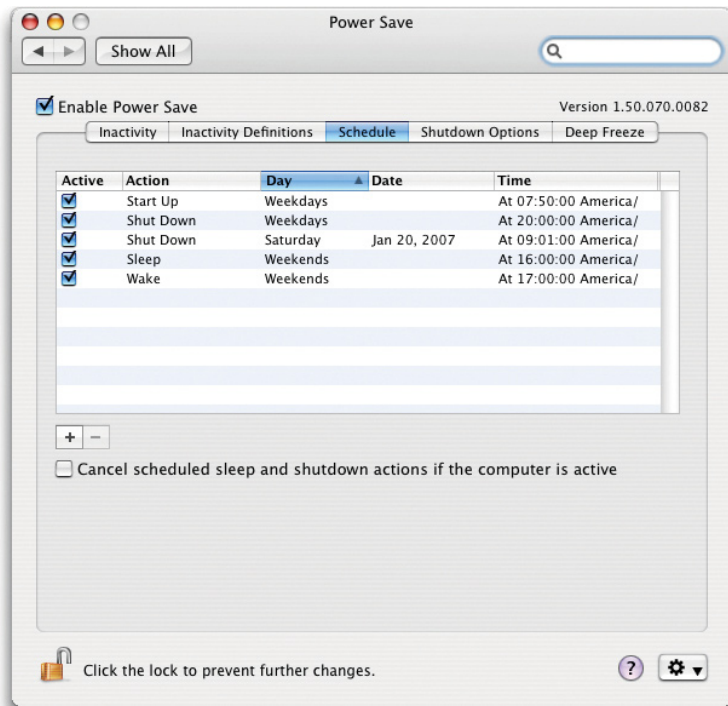 Power Save
Show All
Enable Power Save Version 1.50.070.0082
Inactivity Inactivity Definitions Schedule Shutdown Options Deep Freeze
Active Action Day Date Time
Start Up Weekdays At 07:50:00 America/
Shut Down Weekdays At 20:00:00 America/
Shut Down Saturday Jan 20, 2007 At 09:01:00 America/
Sleep Weekends At 16:00:00 America/
Wake Weekends At 17:00:00 America/
+ −
Cancel scheduled sleep and shutdown actions if the computer is active
Click the lock to prevent further changes. ?